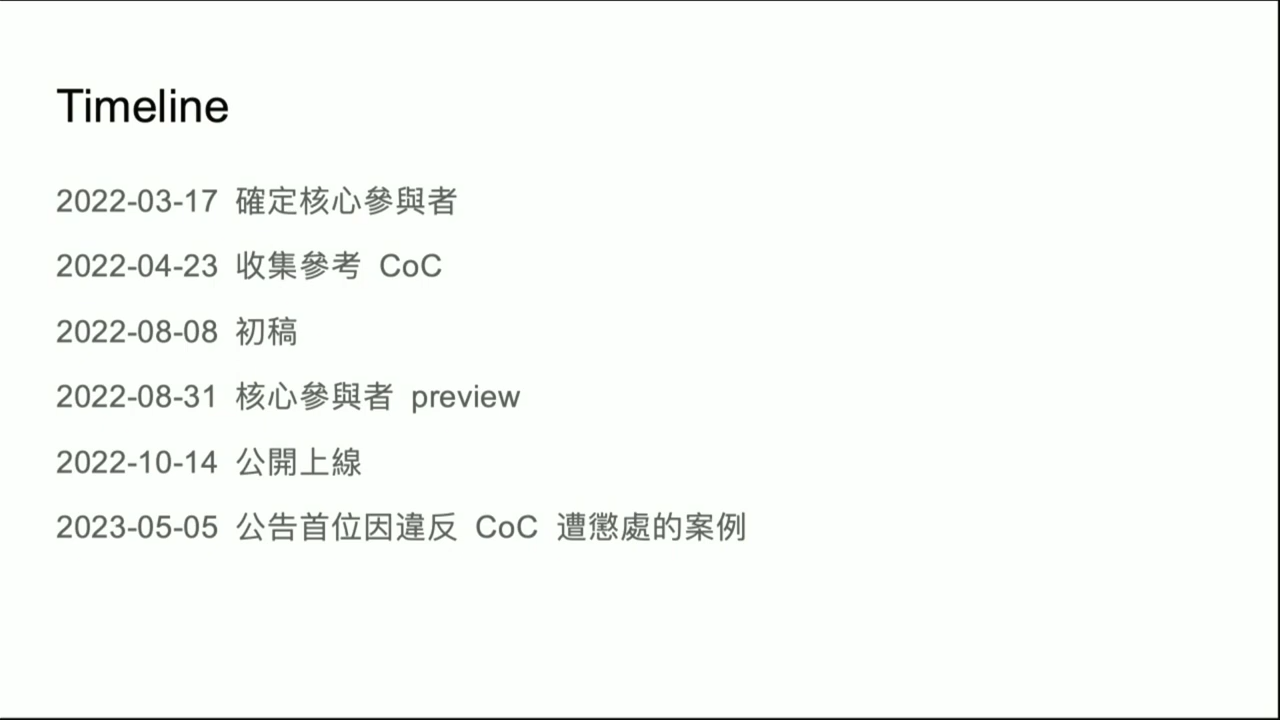 Timeline
2022-03-17 確定核心參與者
2022-04-23 收集參考 CoC
2022-08-08 初稿
2022-08-31 核心參與者 preview
2022-10-14 公開上線
2023-05-05 公告首位因違反 CoC 遭懲處的案例